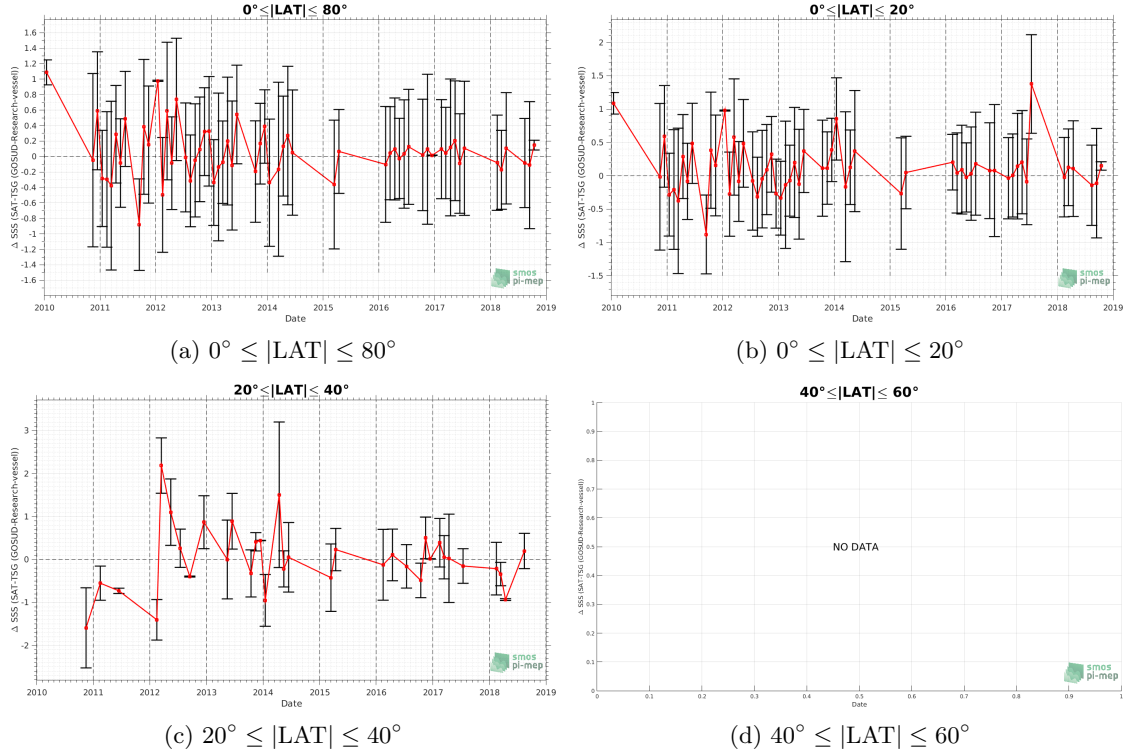 0°≤|LAT|≤ 80°
Δ SSS (SAT-TSG (GOSUD-Research-vessel))
1.6
1.4
1.2
1
0.8
0.6
0.4
0.2
0
-0.2
-0.4
-0.6
-0.8
-1
-1.2
-1.4
-1.6
smos
pi-mep
2010 2011 2012 2013 2014 2015 2016 2017 2018 2019
Date
(a) 0° ≤ |LAT| ≤ 80°
0°≤|LAT|≤ 20°
Δ SSS (SAT-TSG (GOSUD-Research-vessel))
2
1.5
1
0.5
0
-0.5
-1
-1.5
smos
pi-mep
2010 2011 2012 2013 2014 2015 2016 2017 2018 2019
Date
(b) 0° ≤ |LAT| ≤ 20°
20°≤|LAT|≤ 40°
Δ SSS (SAT-TSG (GOSUD-Research-vessel))
3
2
1
0
-1
-2
smos
pi-mep
2010 2011 2012 2013 2014 2015 2016 2017 2018 2019
Date
(c) 20° ≤ |LAT| ≤ 40°
40°≤|LAT|≤ 60°
Δ SSS (SAT-TSG (GOSUD-Research-vessel))
1
0.9
0.8
0.7
0.6
0.5
0.4
0.3
0.2
0.1
0
NO DATA
smos
pi-mep
0 0.1 0.2 0.3 0.4 0.5 0.6 0.7 0.8 0.9 1
Date
(d) 40° ≤ |LAT| ≤ 60°